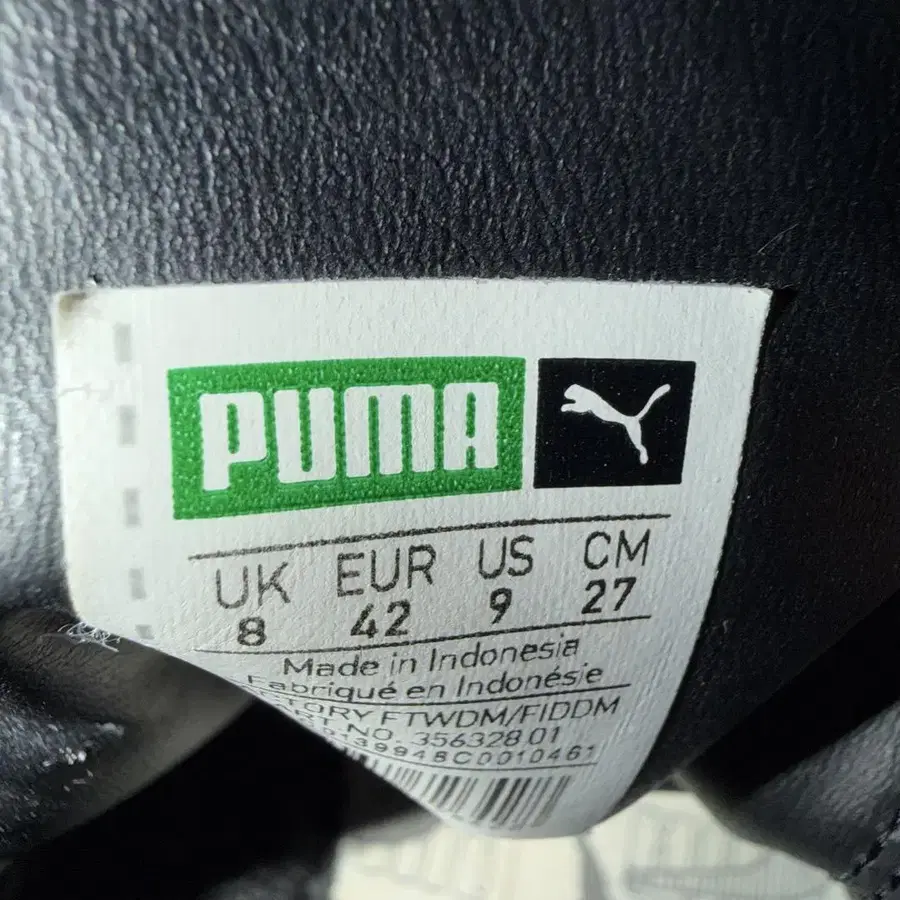 PUMA
UK EUR US CM
8 42 9 27
Made in Indonesia
Fabriqué en Indonésie
FTWDM/FIDDM
NO. 356328 01